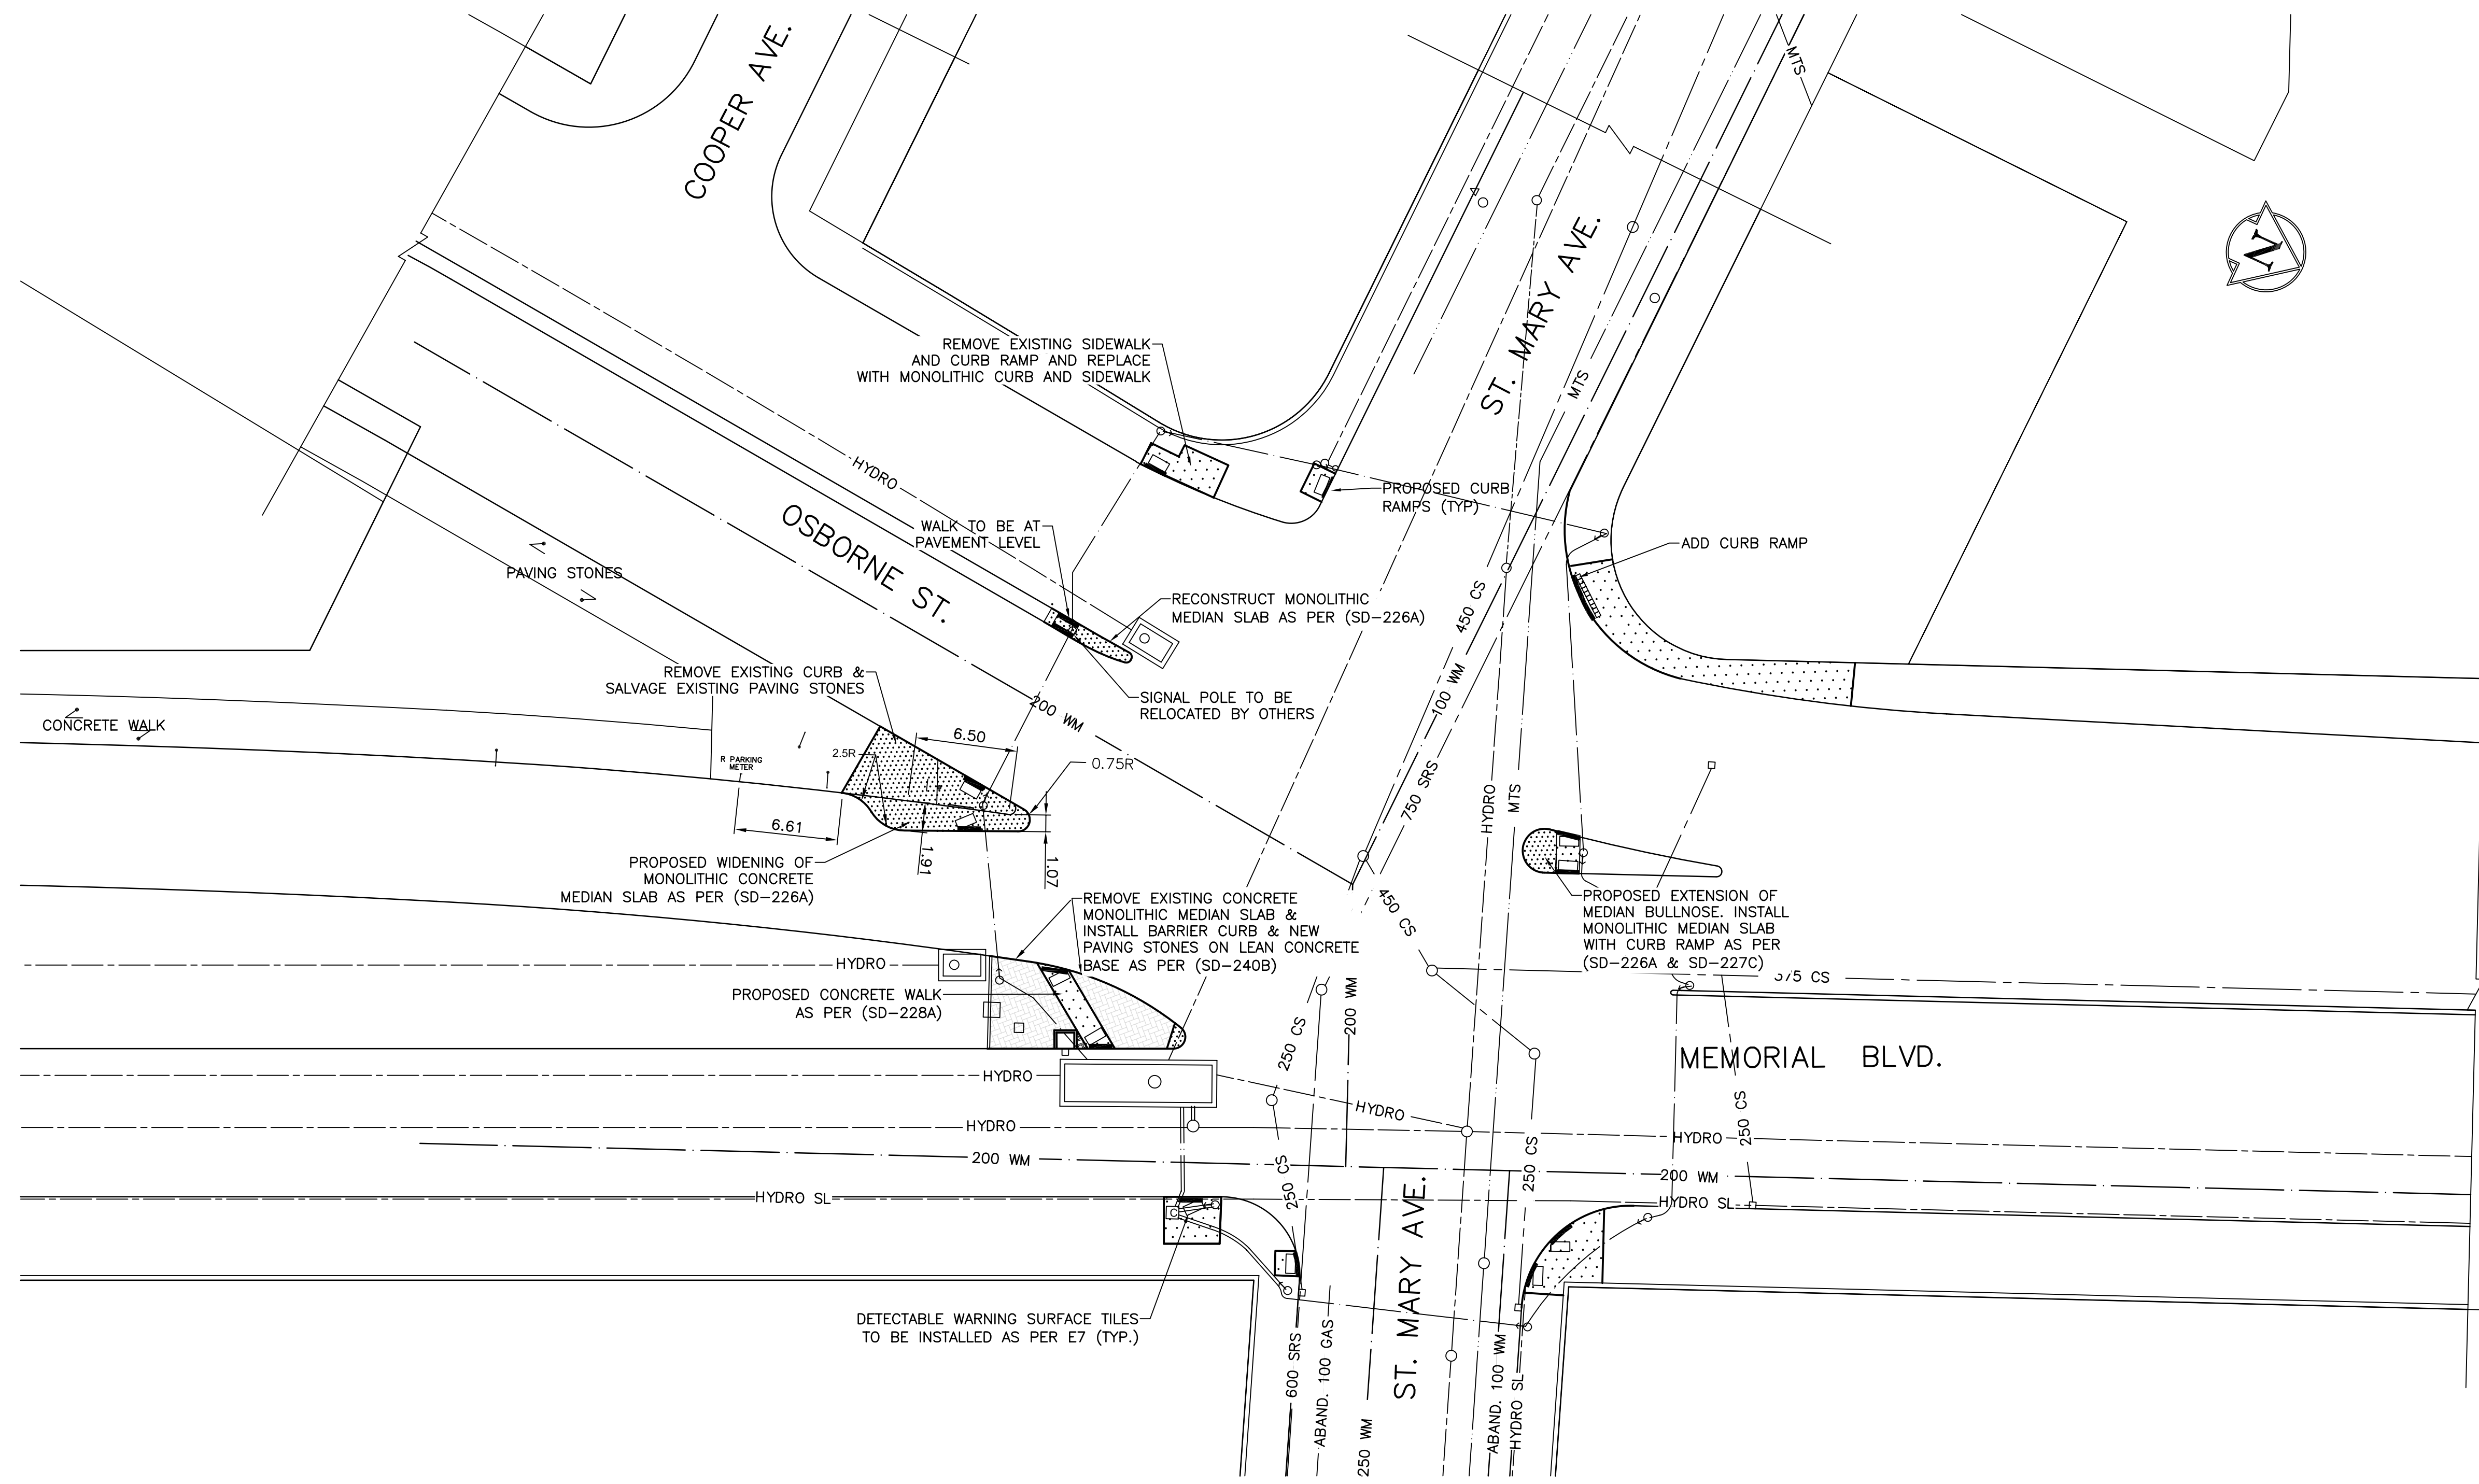 COOPER AVE.
MTS
N
ST. MARY AVE.
REMOVE EXISTING SIDEWALK
AND CURB RAMP AND REPLACE
WITH MONOLITHIC CURB AND SIDEWALK
MTS
HYDRO
PROPOSED CURB
RAMPS (TYP)
OSBORNE ST.
WALK TO BE AT
PAVEMENT LEVEL
ADD CURB RAMP
PAVING STONES
RECONSTRUCT MONOLITHIC
MEDIAN SLAB AS PER (SD-226A)
450 CS
REMOVE EXISTING CURB &
SALVAGE EXISTING PAVING STONES
SIGNAL POLE TO BE
RELOCATED BY OTHERS
100 WM
200 WM
CONCRETE WALK
6.50
2.5R
R PARKING
METER
0.75R
750 SRS
HYDRO
MTS
6.61
1.91
1.07
PROPOSED WIDENING OF
MONOLITHIC CONCRETE
MEDIAN SLAB AS PER (SD-226A)
REMOVE EXISTING CONCRETE
MONOLITHIC MEDIAN SLAB &
INSTALL BARRIER CURB & NEW
PAVING STONES ON LEAN CONCRETE
BASE AS PER (SD-240B)
450 CS
PROPOSED EXTENSION OF
MEDIAN BULLNOSE. INSTALL
MONOLITHIC MEDIAN SLAB
WITH CURB RAMP AS PER
(SD-226A & SD-227C)
375 CS
HYDRO
PROPOSED CONCRETE WALK
AS PER (SD-228A)
200 WM
250 CS
MEMORIAL BLVD.
HYDRO
HYDRO
250 CS
HYDRO
HYDRO
200 WM
250 CS
250 CS
200 WM
HYDRO SL
HYDRO SL
ST. MARY AVE.
DETECTABLE WARNING SURFACE TILES
TO BE INSTALLED AS PER E7 (TYP.)
600 SRS
ABAND. 100 GAS
250 WM
ABAND. 100 WM
HYDRO SL